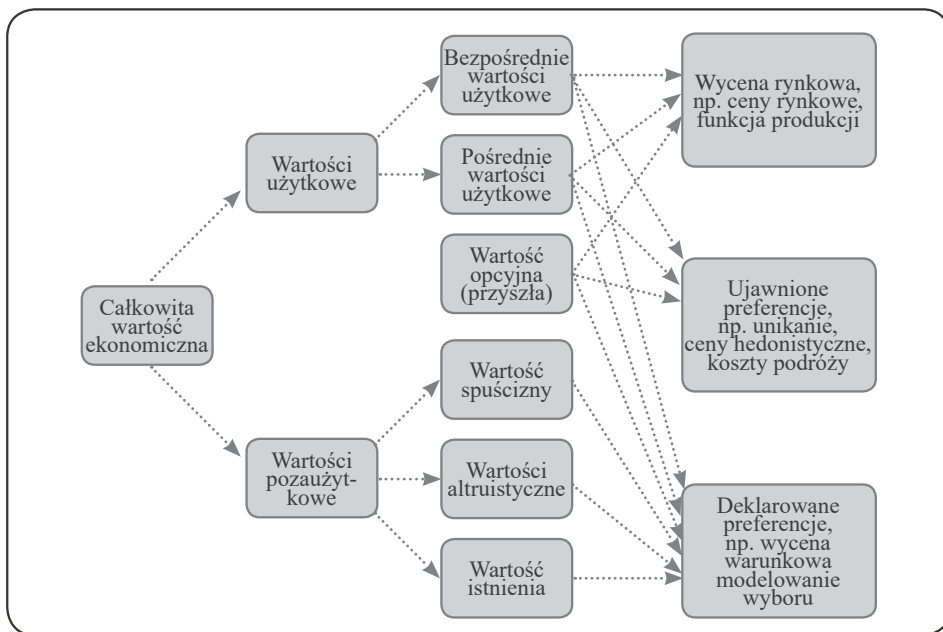 Całkowita
wartość
ekonomiczna
Wartości
użytkowe
Wartości
pozaużyt-
kowe
Bezpośrednie
wartości
użytkowe
Pośrednie
wartości
użytkowe
Wartość
opcyjna
(przyszła)
Wartość
spuścizny
Wartości
altruistyczne
Wartość
istnienia
Wycena rynkowa,
np. ceny rynkowe,
funkcja produkcji
Ujawnione
preferencje,
np. unikanie,
ceny hedonistyczne,
koszty podróży
Deklarowane
preferencje,
np. wycena
warunkowa
modelowanie
wyboru